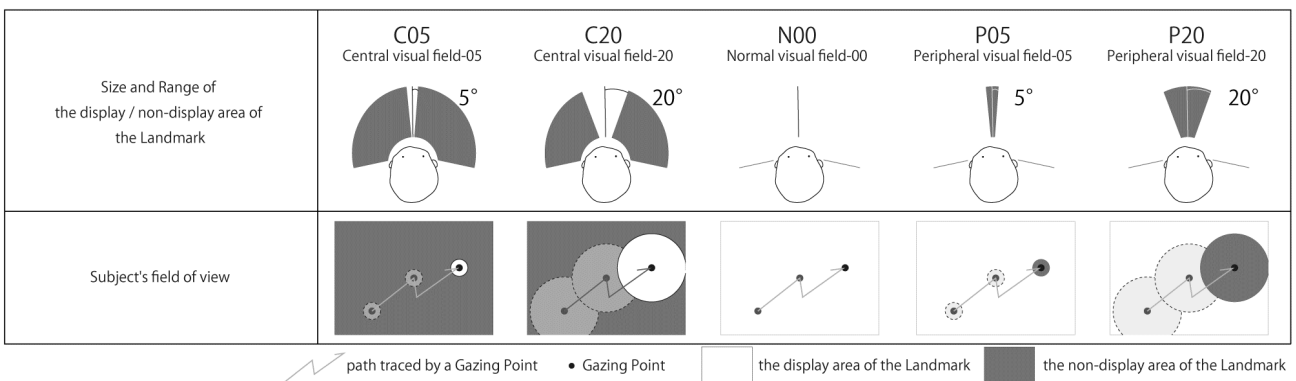 C05
Central visual field-05
C20
Central visual field-20
N00
Normal visual field-00
P05
Peripheral visual field-05
P20
Peripheral visual field-20
Size and Range of
the display / non-display area of
the Landmark
5°
20°
5°
20°
Subject's field of view
path traced by a Gazing Point
Gazing Point
the display area of the Landmark
the non-display area of the Landmark